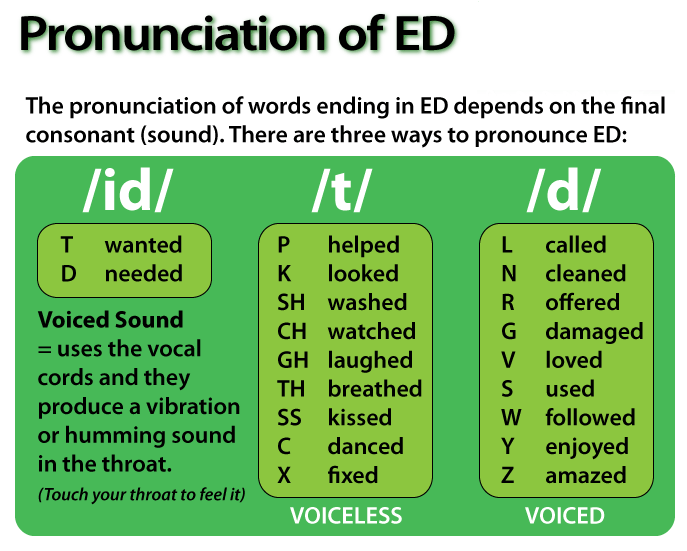 Pronunciation of ED
The pronunciation of words ending in ED depends on the final
consonant (sound). There are three ways to pronounce ED:
/id/
T wanted
D needed
Voiced Sound
= uses the vocal
cords and they
produce a vibration
or humming sound
in the throat.
(Touch your throat to feel it)
/t/
P helped
K looked
SH washed
CH watched
GH laughed
TH breathed
SS kissed
C danced
X fixed
VOICELESS
/d/
L called
N cleaned
R offered
G damaged
V loved
S used
W followed
Y enjoyed
Z amazed
VOICED